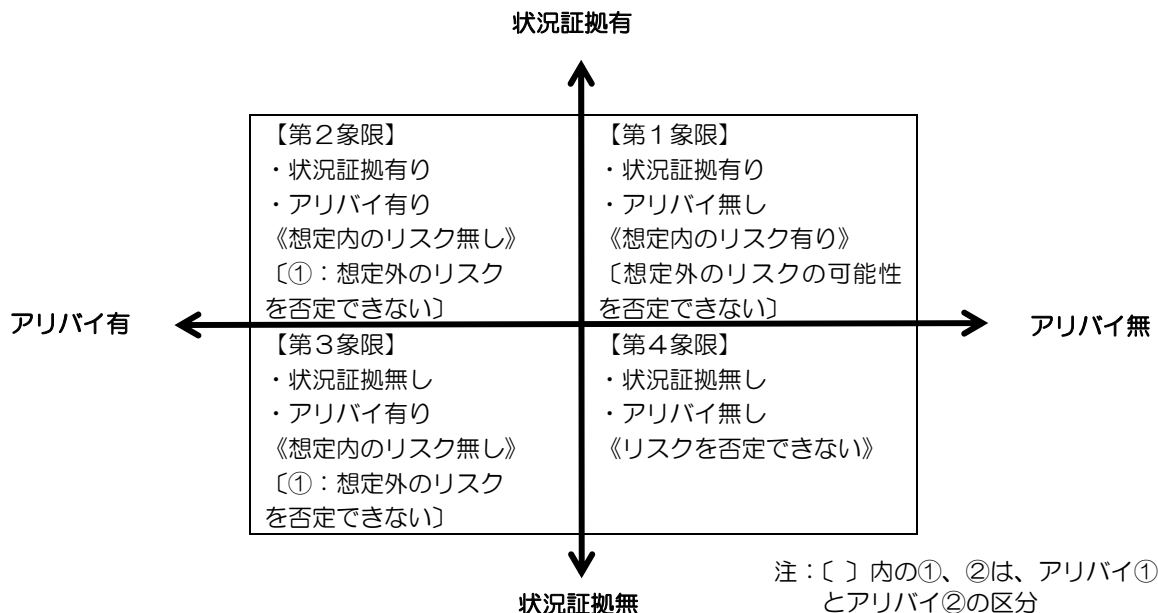 状況証拠有
【第2象限】
・状況証拠有り
・アリバイ有り
《想定内のリスク無し》
〔①：想定外のリスク
を否定できない〕
【第1象限】
・状況証拠有り
・アリバイ無し
《想定内のリスク有り》
〔想定外のリスクの可能性
を否定できない〕
アリバイ有
アリバイ無
【第3象限】
・状況証拠無し
・アリバイ有り
《想定内のリスク無し》
〔①：想定外のリスク
を否定できない〕
【第4象限】
・状況証拠無し
・アリバイ無し
《リスクを否定できない》
状況証拠無
注：〔 〕内の①、②は、アリバイ①
とアリバイ②の区分